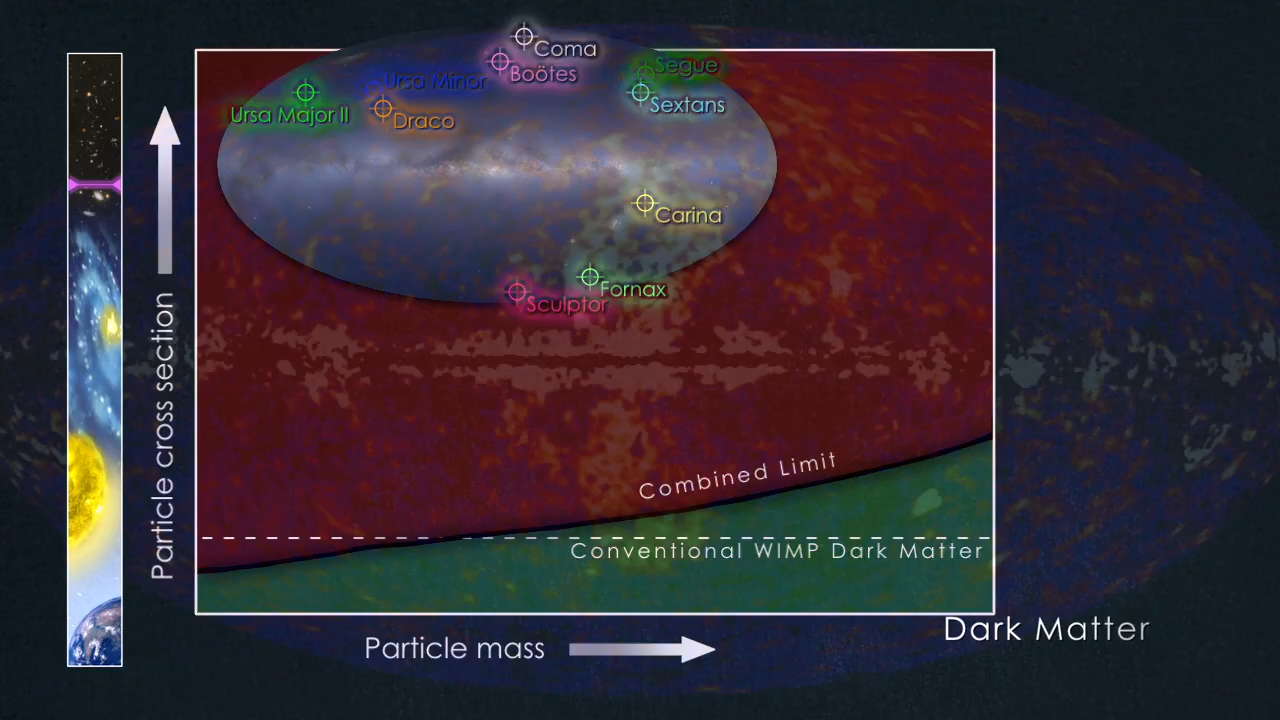 Coma
Boötes
Segue
Ursa Minor
Sextans
Ursa Major II
Draco
Carina
Fornax
Sculptor
Particle cross section
Combined Limit
Conventional WIMP Dark Matter
Dark Matter
Particle mass